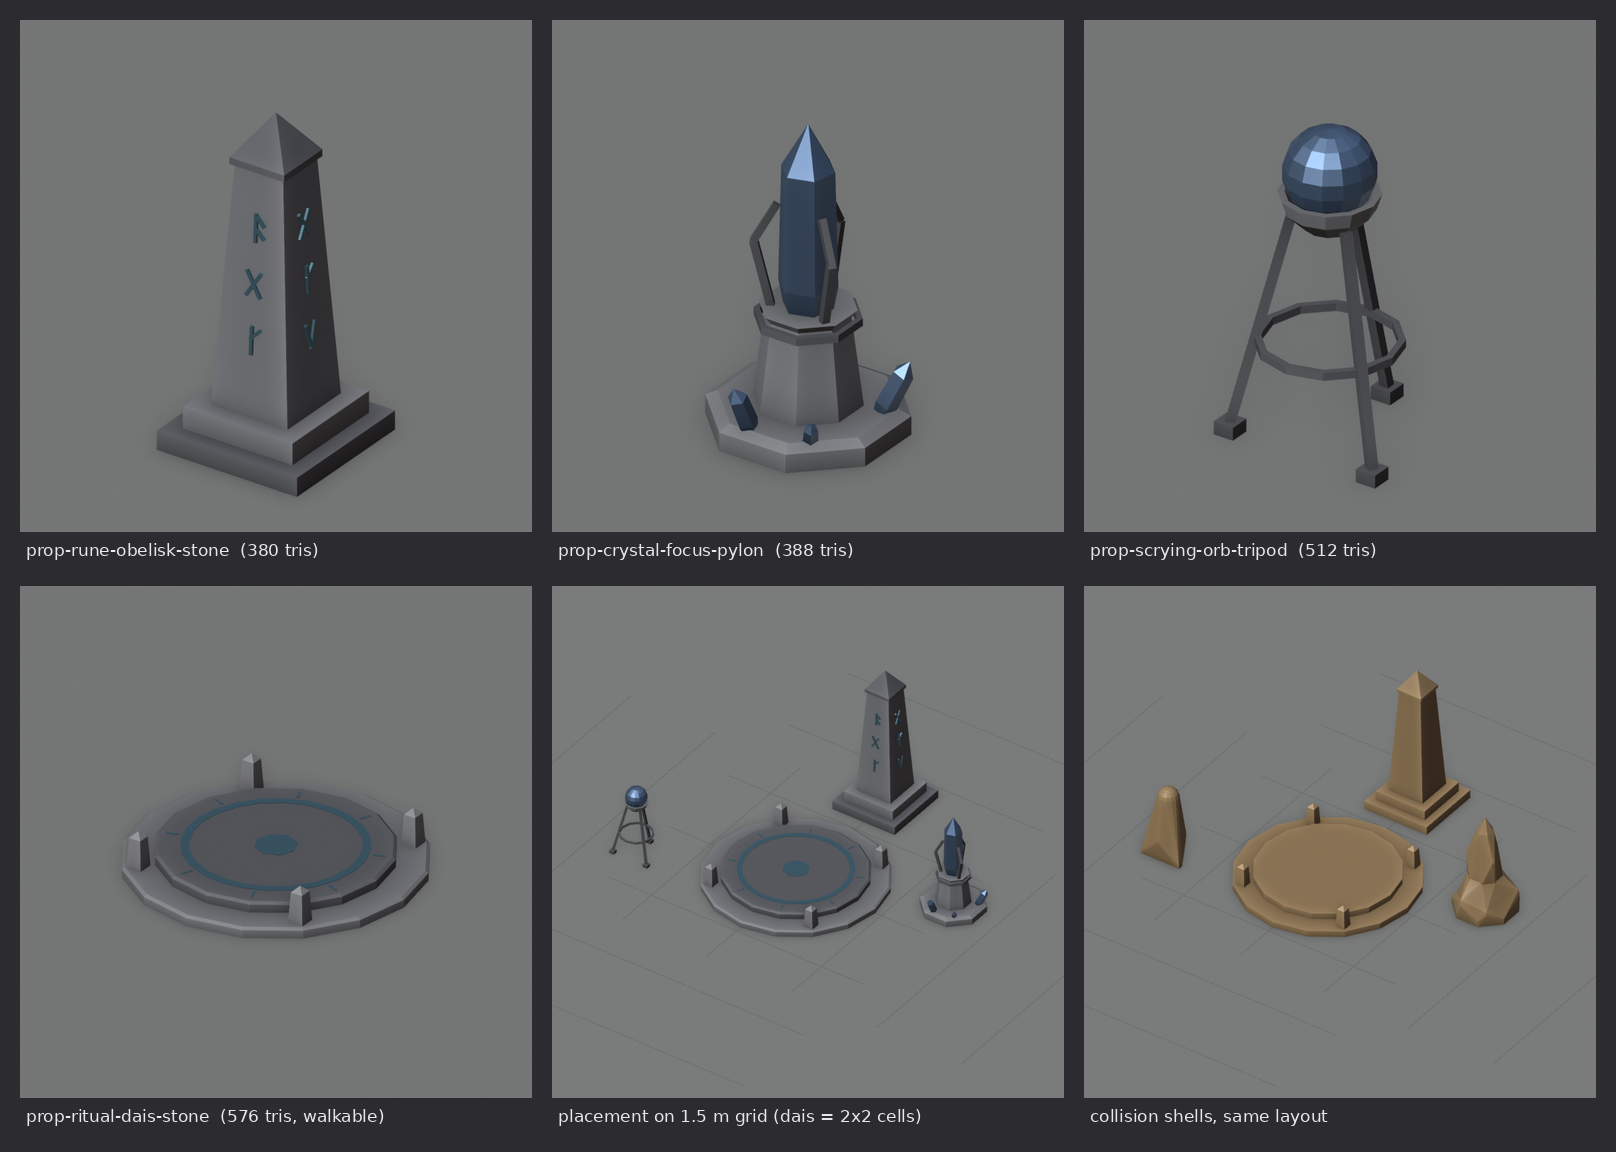 prop-rune-obelisk-stone (380 tris)
prop-crystal-focus-pylon (388 tris)
prop-scrying-orb-tripod (512 tris)
prop-ritual-dais-stone (576 tris, walkable)
placement on 1.5 m grid (dais = 2x2 cells)
collision shells, same layout